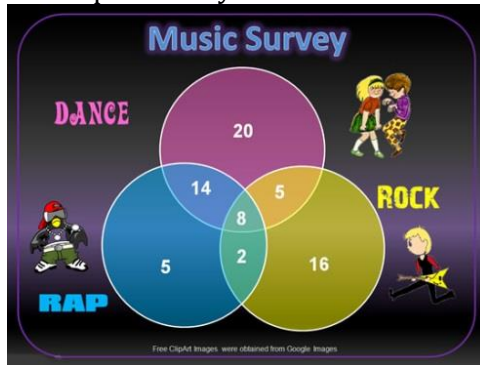 Music Survey
DANCE
20
14
5
8
ROCK
5
2
16
RAP
Free ClipArt Images were obtained from Google Images